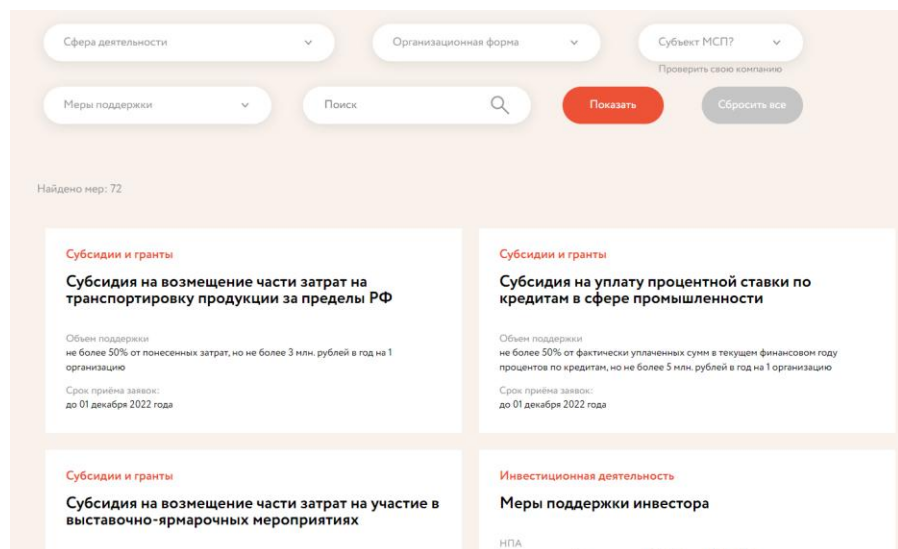 Сфера деятельности
Организационная форма
Субъект МСП?
Проверить свою компанию
Меры поддержки
Поиск
Показать
Сбросить все
Найдено мер: 72
Субсидии и гранты
Субсидия на возмещение части затрат на
транспортировку продукции за пределы РФ
Объем поддержки
не более 50% от понесенных затрат, но не более 3 млн. рублей в год на 1
организацию
Срок приёма заявок:
до 01 декабря 2022 года
Субсидии и гранты
Субсидия на уплату процентной ставки по
кредитам в сфере промышленности
Объем поддержки
не более 50% от фактически уплаченных сумм в текущем финансовом году
процентов по кредитам, но не более 5 млн. рублей в год на 1 организацию
Срок приёма заявок:
до 01 декабря 2022 года
Субсидии и гранты
Субсидия на возмещение части затрат на участие в
выставочно-ярмарочных мероприятиях
Инвестиционная деятельность
Меры поддержки инвестора
НПА